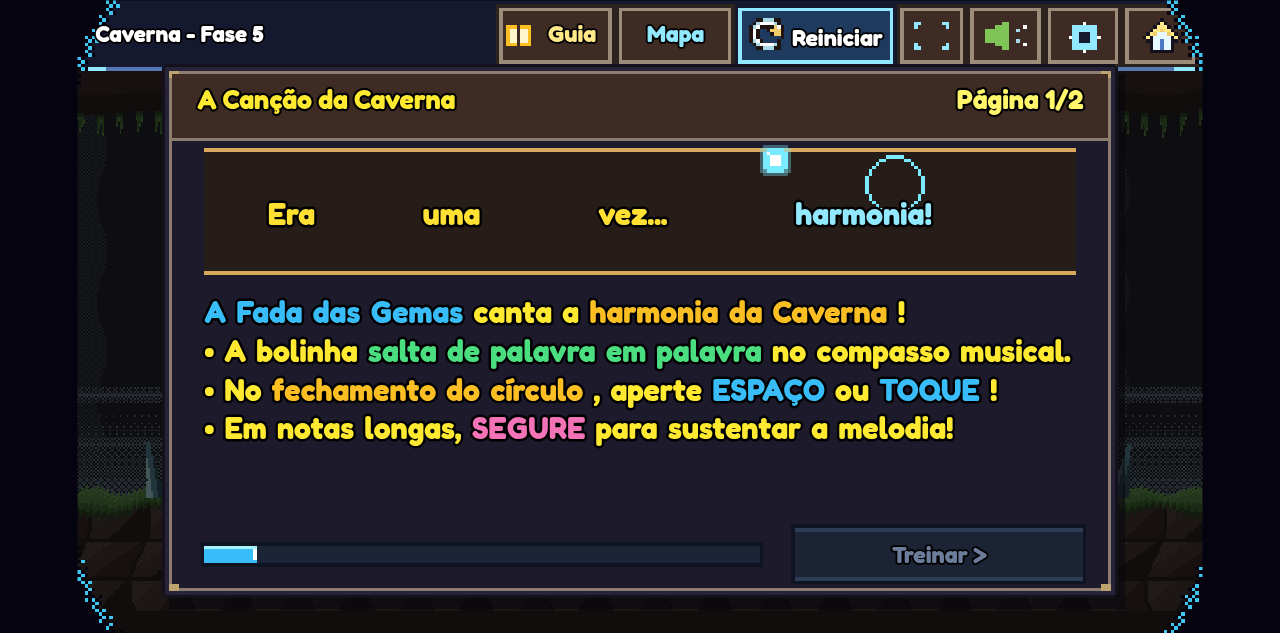 Caverna - Fase 5
Guia
Mapa
Reiniciar
A Canção da Caverna
Página 1/2
Era uma vez... harmonia!
A Fada das Gemas canta a harmonia da Caverna !
• A bolinha salta de palavra em palavra no compasso musical.
• No fechamento do círculo , aperte ESPAÇO ou TOQUE !
• Em notas longas, SEGURE para sustentar a melodia!
Treinar >